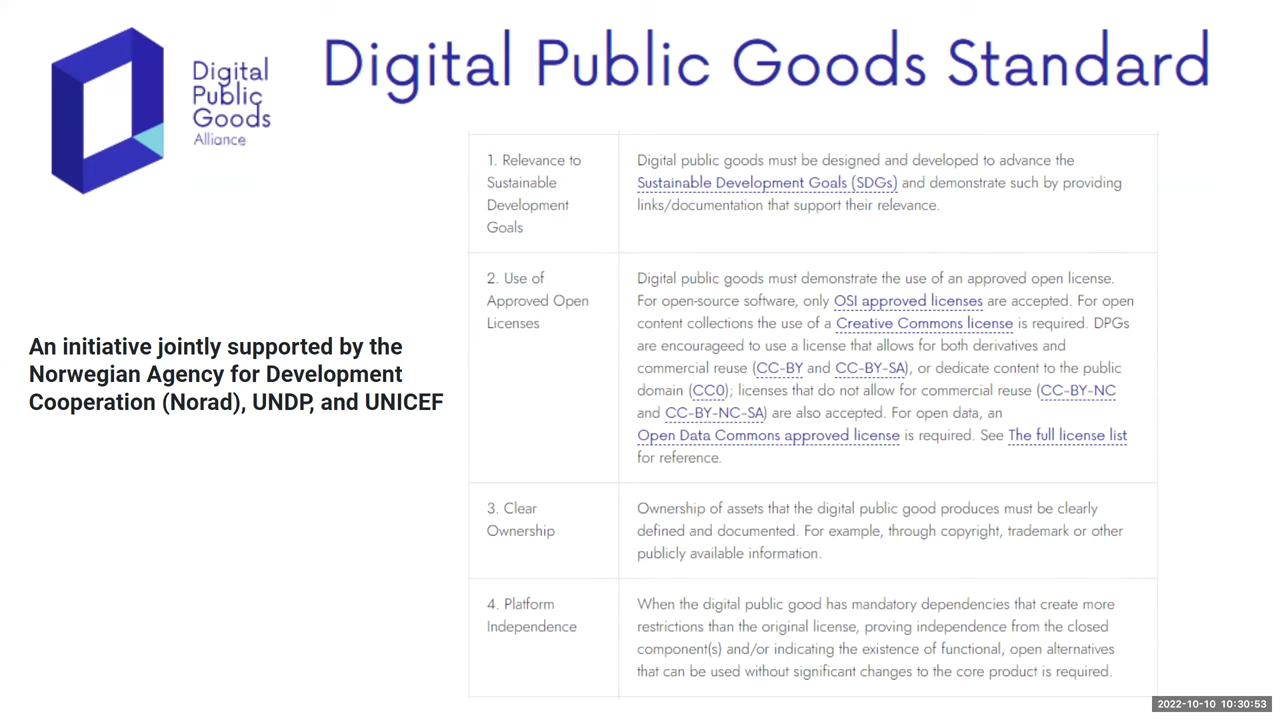 Digital
Public
Goods
Alliance
Digital Public Goods Standard
An initiative jointly supported by the
Norwegian Agency for Development
Cooperation (Norad), UNDP, and UNICEF
1. Relevance to
Sustainable
Development
Goals
Digital public goods must be designed and developed to advance the
Sustainable Development Goals (SDGs) and demonstrate such by providing
links/documentation that support their relevance.
2. Use of
Approved Open
Licenses
Digital public goods must demonstrate the use of an approved open license.
For open-source software, only OSI approved licenses are accepted. For open
content collections the use of a Creative Commons license is required. DPGs
are encourageed to use a license that allows for both derivatives and
commercial reuse (CC-BY and CC-BY-SA), or dedicate content to the public
domain (CC0); licenses that do not allow for commercial reuse (CC-BY-NC
and CC-BY-NC-SA) are also accepted. For open data, an
Open Data Commons approved license is required. See The full license list
for reference.
3. Clear
Ownership
Ownership of assets that the digital public good produces must be clearly
defined and documented. For example, through copyright, trademark or other
publicly available information.
4. Platform
Independence
When the digital public good has mandatory dependencies that create more
restrictions than the original license, proving independence from the closed
component(s) and/or indicating the existence of functional, open alternatives
that can be used without significant changes to the core product is required.
2022-10-10 10:30:53